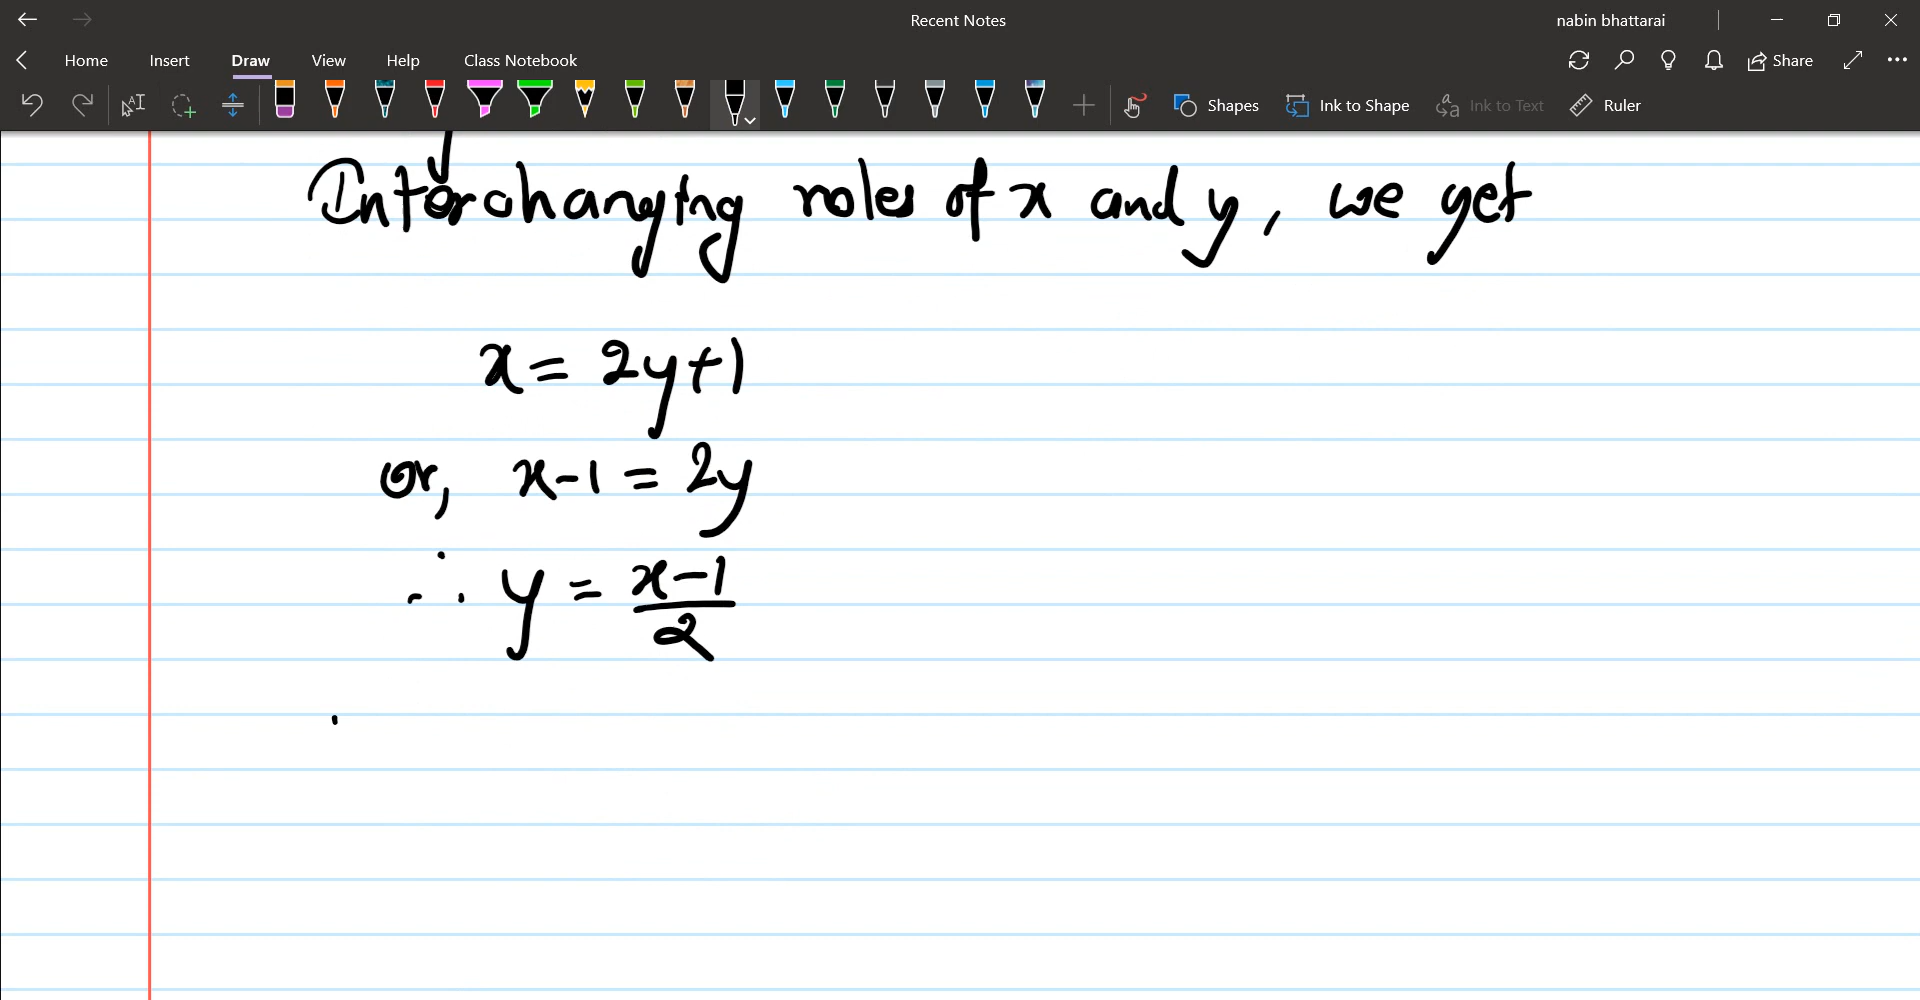 Recent Notes
nabin bhattarai
Home Insert Draw View Help Class Notebook
Share
Shapes Ink to Shape Ink to Text Ruler
Interchanging roles of x and y, we get
x = 2y+1
or, x-1 = 2y
∴ y = x-1
2